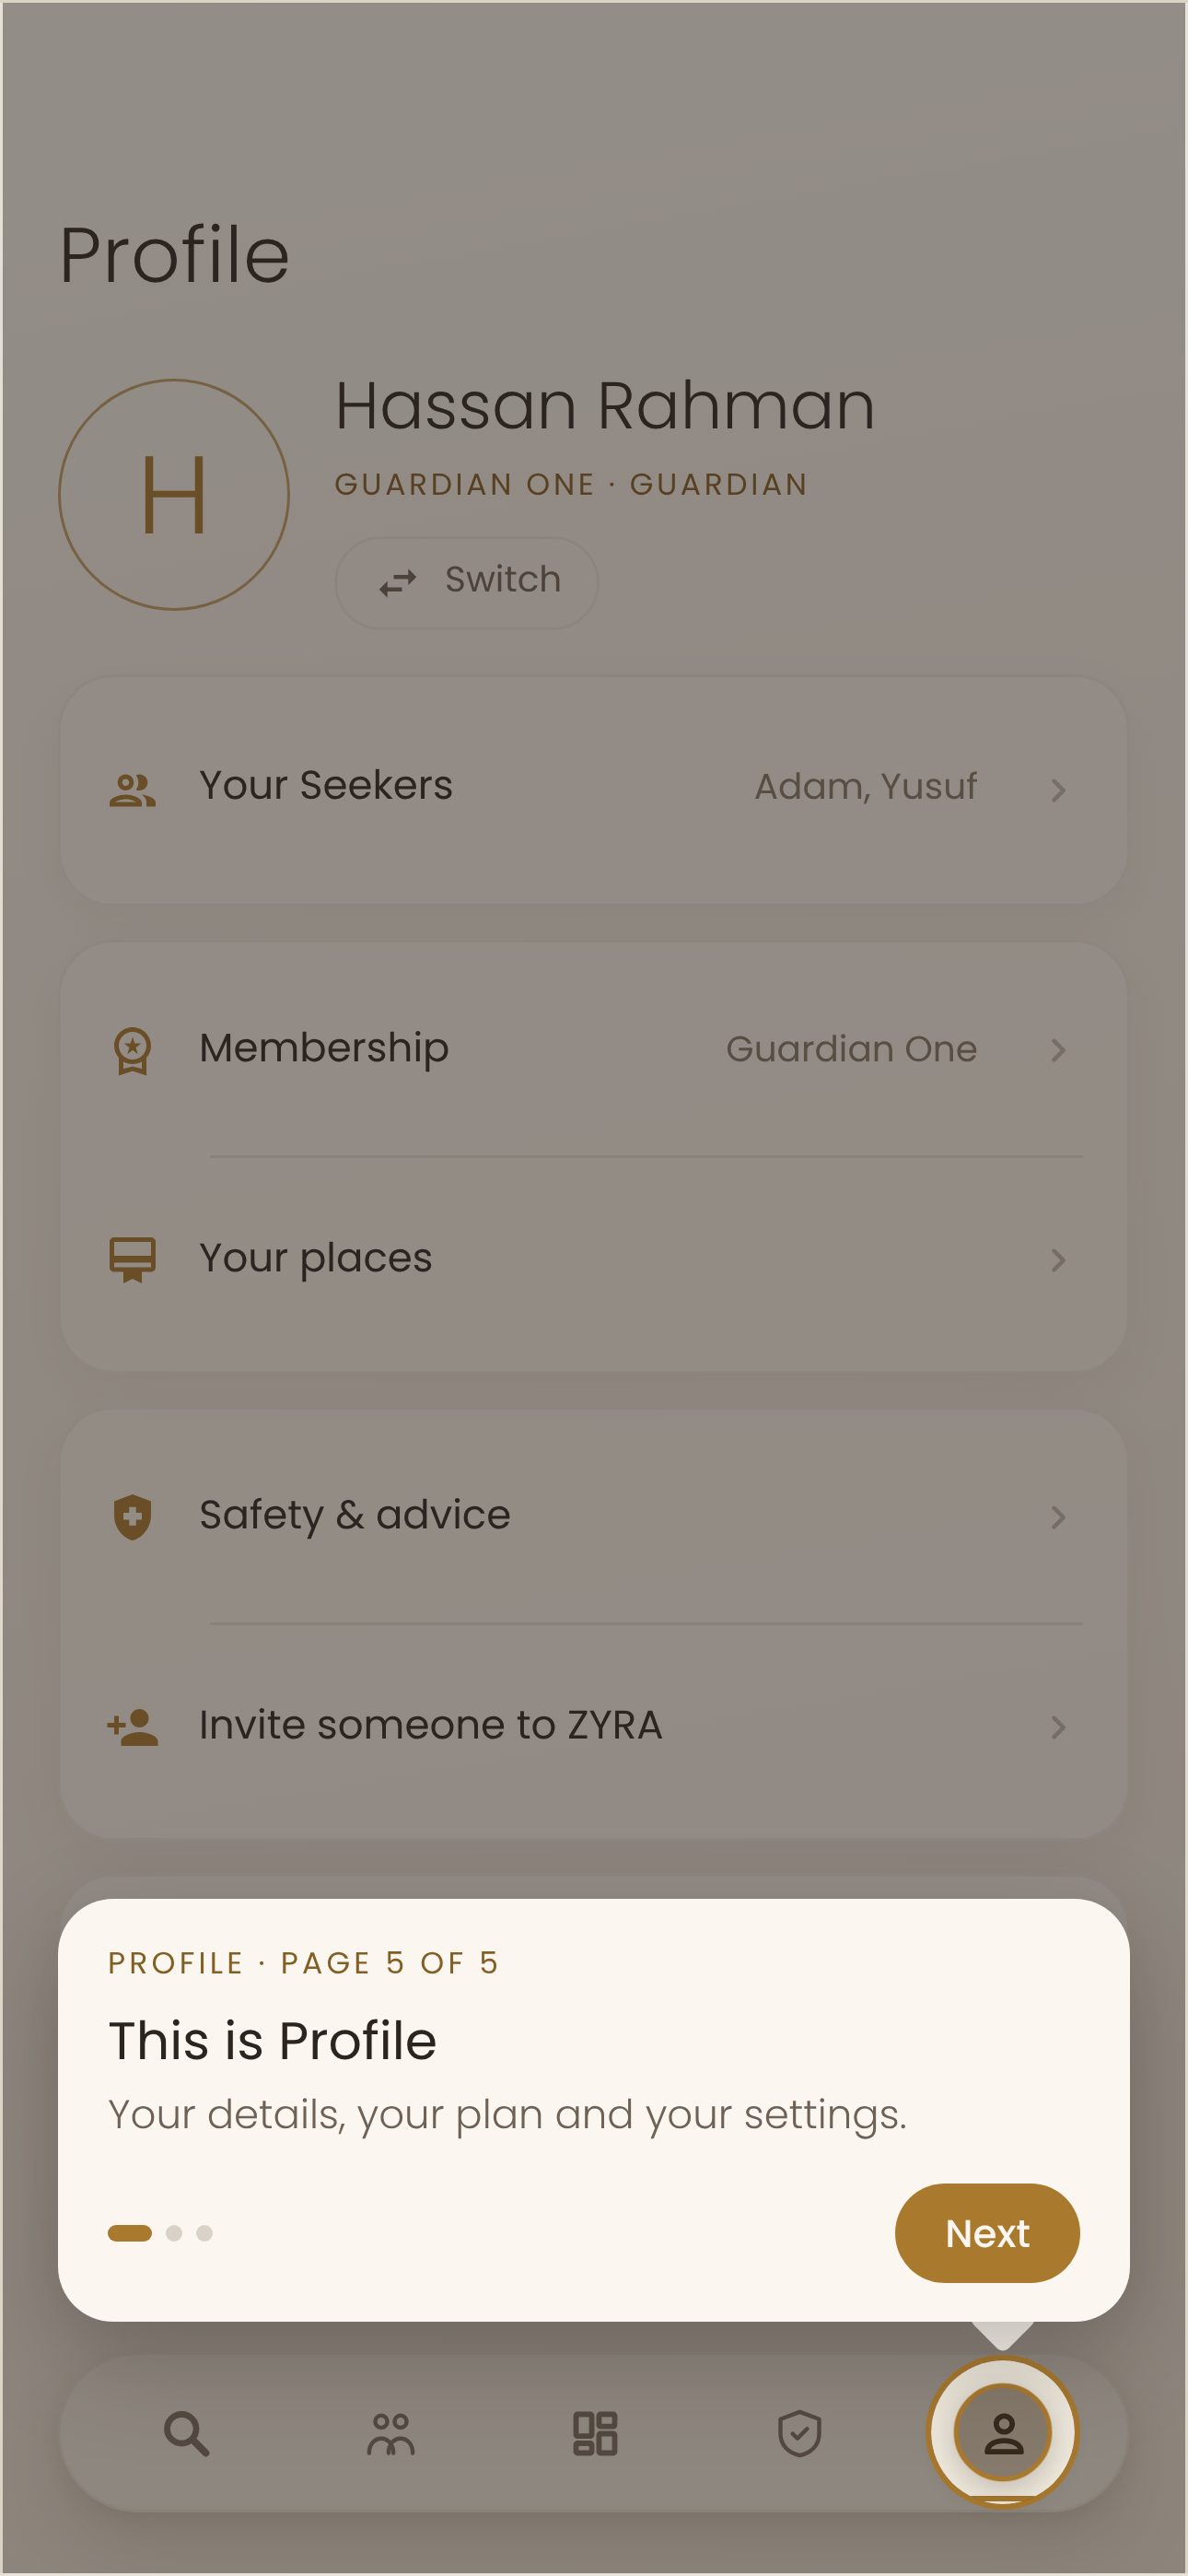 Profile
H
Hassan Rahman
GUARDIAN ONE · GUARDIAN
Switch
Your Seekers Adam, Yusuf
Membership Guardian One
Your places
Safety & advice
Invite someone to ZYRA
PROFILE · PAGE 5 OF 5
This is Profile
Your details, your plan and your settings.
Next